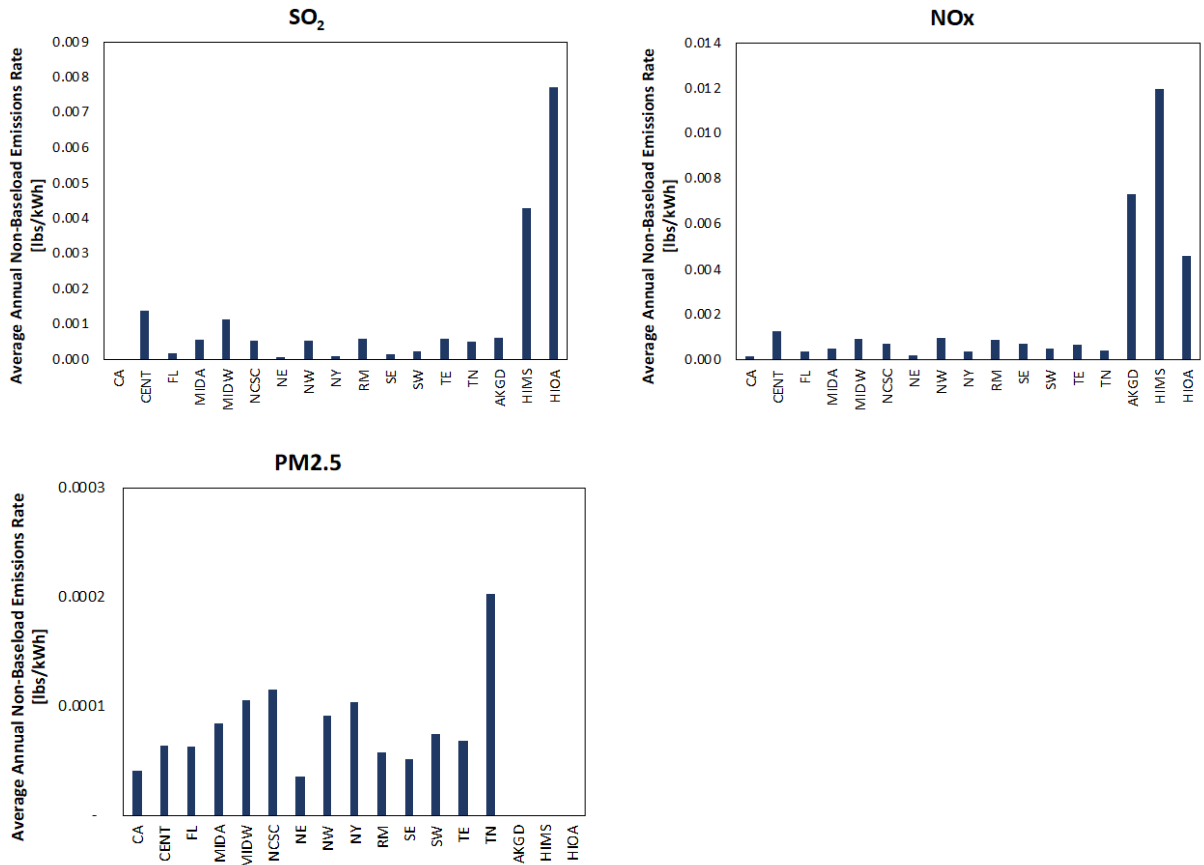 SO₂
Average Annual Non-Baseload Emissions Rate
[lbs/kWh]
0.009
0.008
0.007
0.006
0.005
0.004
0.003
0.002
0.001
0.000
CA
CENT
FL
MIDA
MIDW
NCSC
NE
NW
NY
RM
SE
SW
TE
TN
AKGD
HIMS
HIOA
NOx
Average Annual Non-Baseload Emissions Rate
[lbs/kWh]
0.014
0.012
0.010
0.008
0.006
0.004
0.002
0.000
CA
CENT
FL
MIDA
MIDW
NCSC
NE
NW
NY
RM
SE
SW
TE
TN
AKGD
HIMS
HIOA
PM2.5
Average Annual Non-Baseload Emissions Rate
[lbs/kWh]
0.0003
0.0002
0.0001
-
CA
CENT
FL
MIDA
MIDW
NCSC
NE
NW
NY
RM
SE
SW
TE
TN
AKGD
HIMS
HIOA